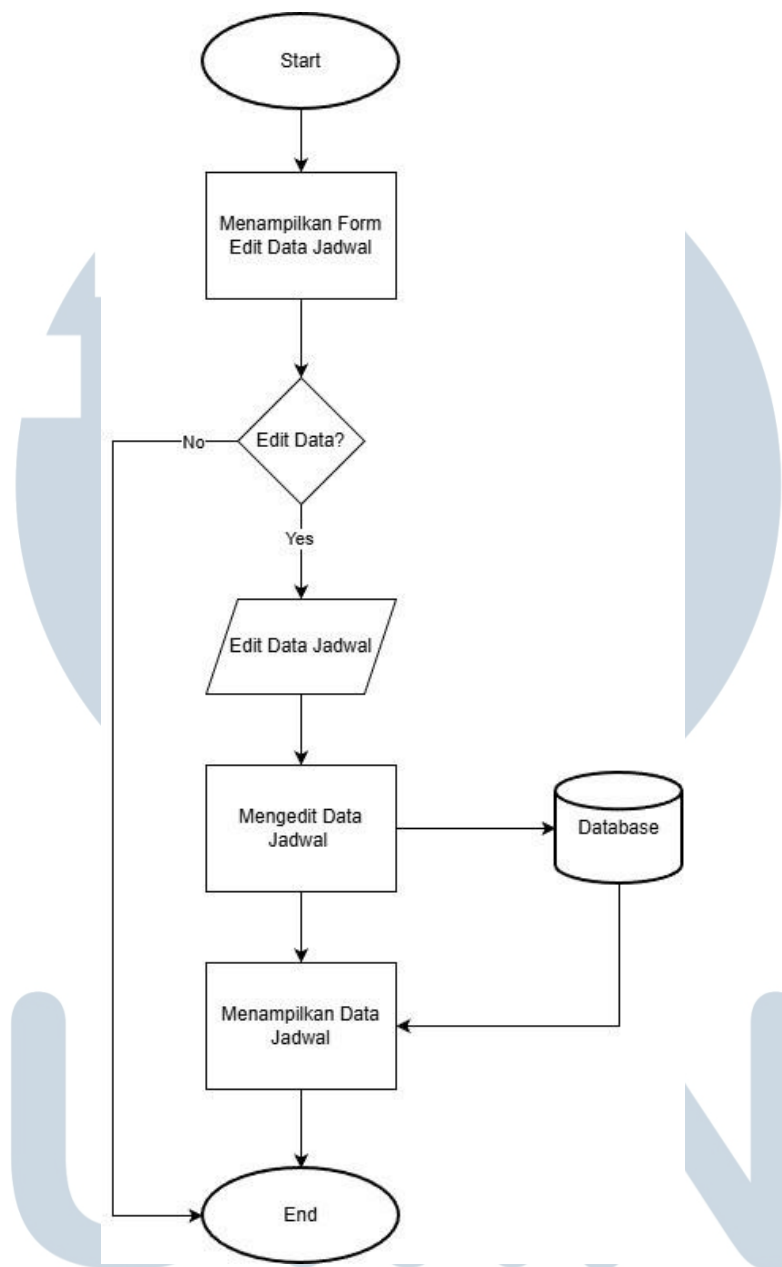 Start
Menampilkan Form
Edit Data Jadwal
Edit Data?
No
Yes
Edit Data Jadwal
Mengedit Data
Jadwal
Database
Menampilkan Data
Jadwal
End